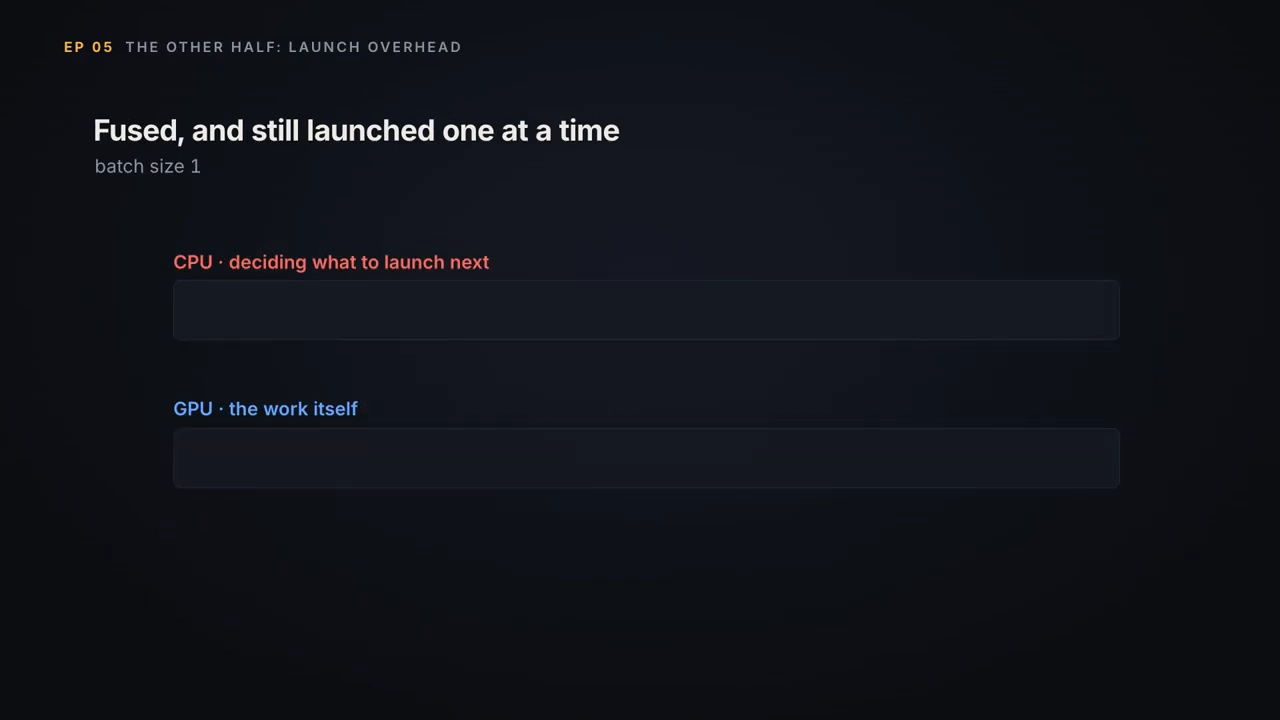 EP 05 THE OTHER HALF: LAUNCH OVERHEAD
Fused, and still launched one at a time
batch size 1
CPU · deciding what to launch next
GPU · the work itself